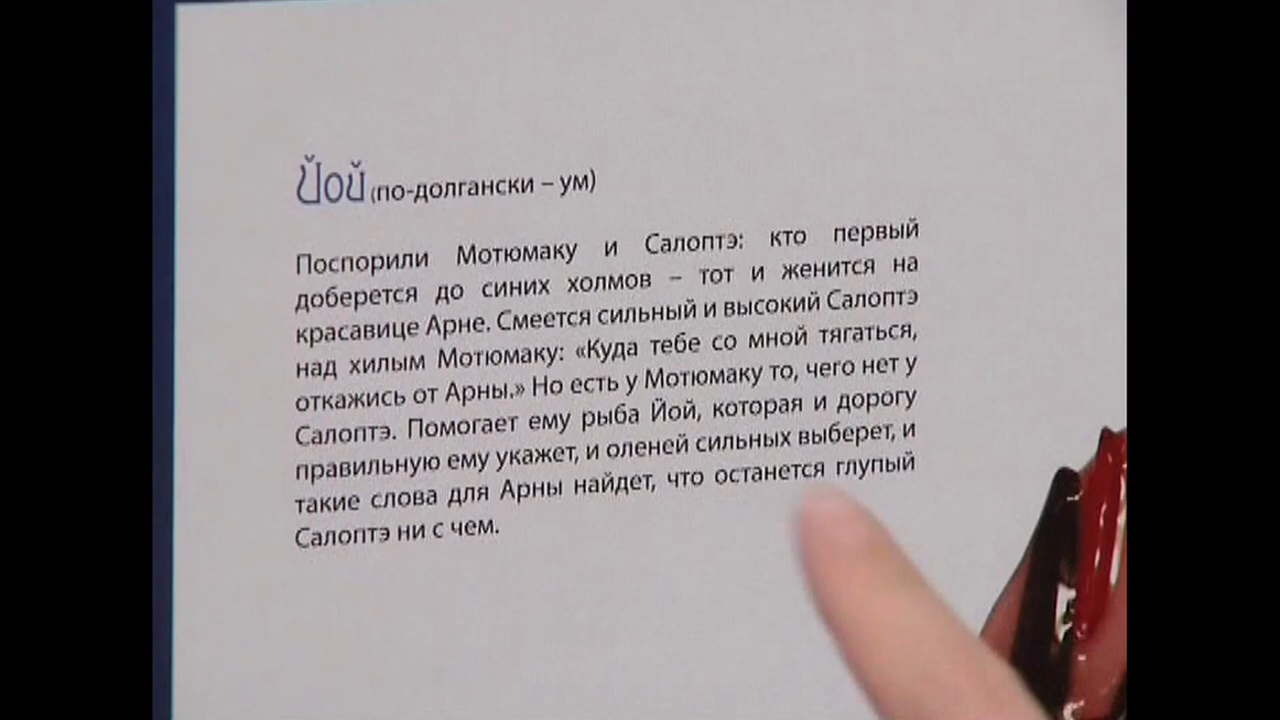 Йой (по-долгански – ум)
Поспорили Мотюмаку и Салоптэ: кто первый
доберется до синих холмов – тот и женится на
красавице Арне. Смеется сильный и высокий Салоптэ
над хилым Мотюмаку: «Куда тебе со мной тягаться,
откажись от Арны.» Но есть у Мотюмаку то, чего нет у
Салоптэ. Помогает ему рыба Йой, которая и дорогу
правильную ему укажет, и оленей сильных выберет, и
такие слова для Арны найдет, что останется глупый
Салоптэ ни с чем.